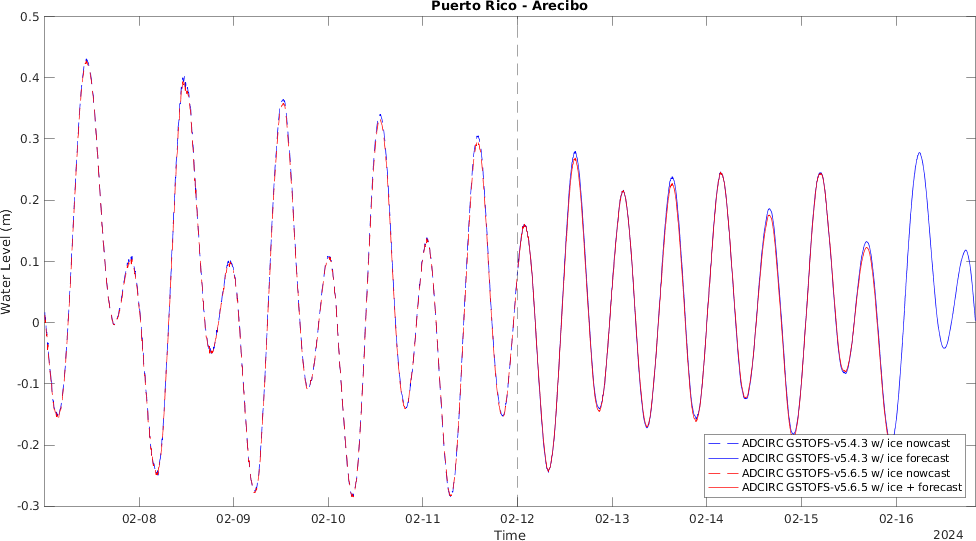 Puerto Rico - Arecibo
0.5
0.4
0.3
0.2
0.1
0
-0.1
-0.2
-0.3
Water Level (m)
ADCIRC GSTOFS-v5.4.3 w/ ice nowcast
ADCIRC GSTOFS-v5.4.3 w/ ice forecast
ADCIRC GSTOFS-v5.6.5 w/ ice nowcast
ADCIRC GSTOFS-v5.6.5 w/ ice + forecast
02-08 02-09 02-10 02-11 02-12 02-13 02-14 02-15 02-16
Time
2024